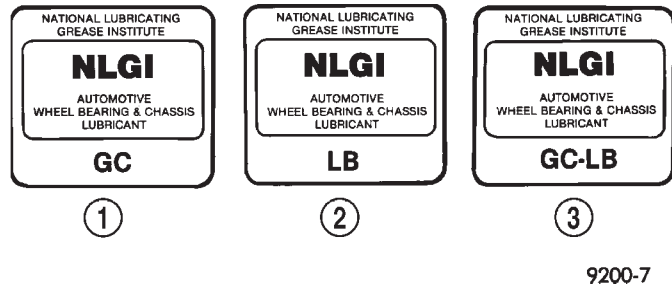 NATIONAL LUBRICATING
GREASE INSTITUTE
NLGI
AUTOMOTIVE
WHEEL BEARING & CHASSIS
LUBRICANT
GC
1
NATIONAL LUBRICATING
GREASE INSTITUTE
NLGI
AUTOMOTIVE
WHEEL BEARING & CHASSIS
LUBRICANT
LB
2
NATIONAL LUBRICATING
GREASE INSTITUTE
NLGI
AUTOMOTIVE
WHEEL BEARING & CHASSIS
LUBRICANT
GC-LB
3
9200-7